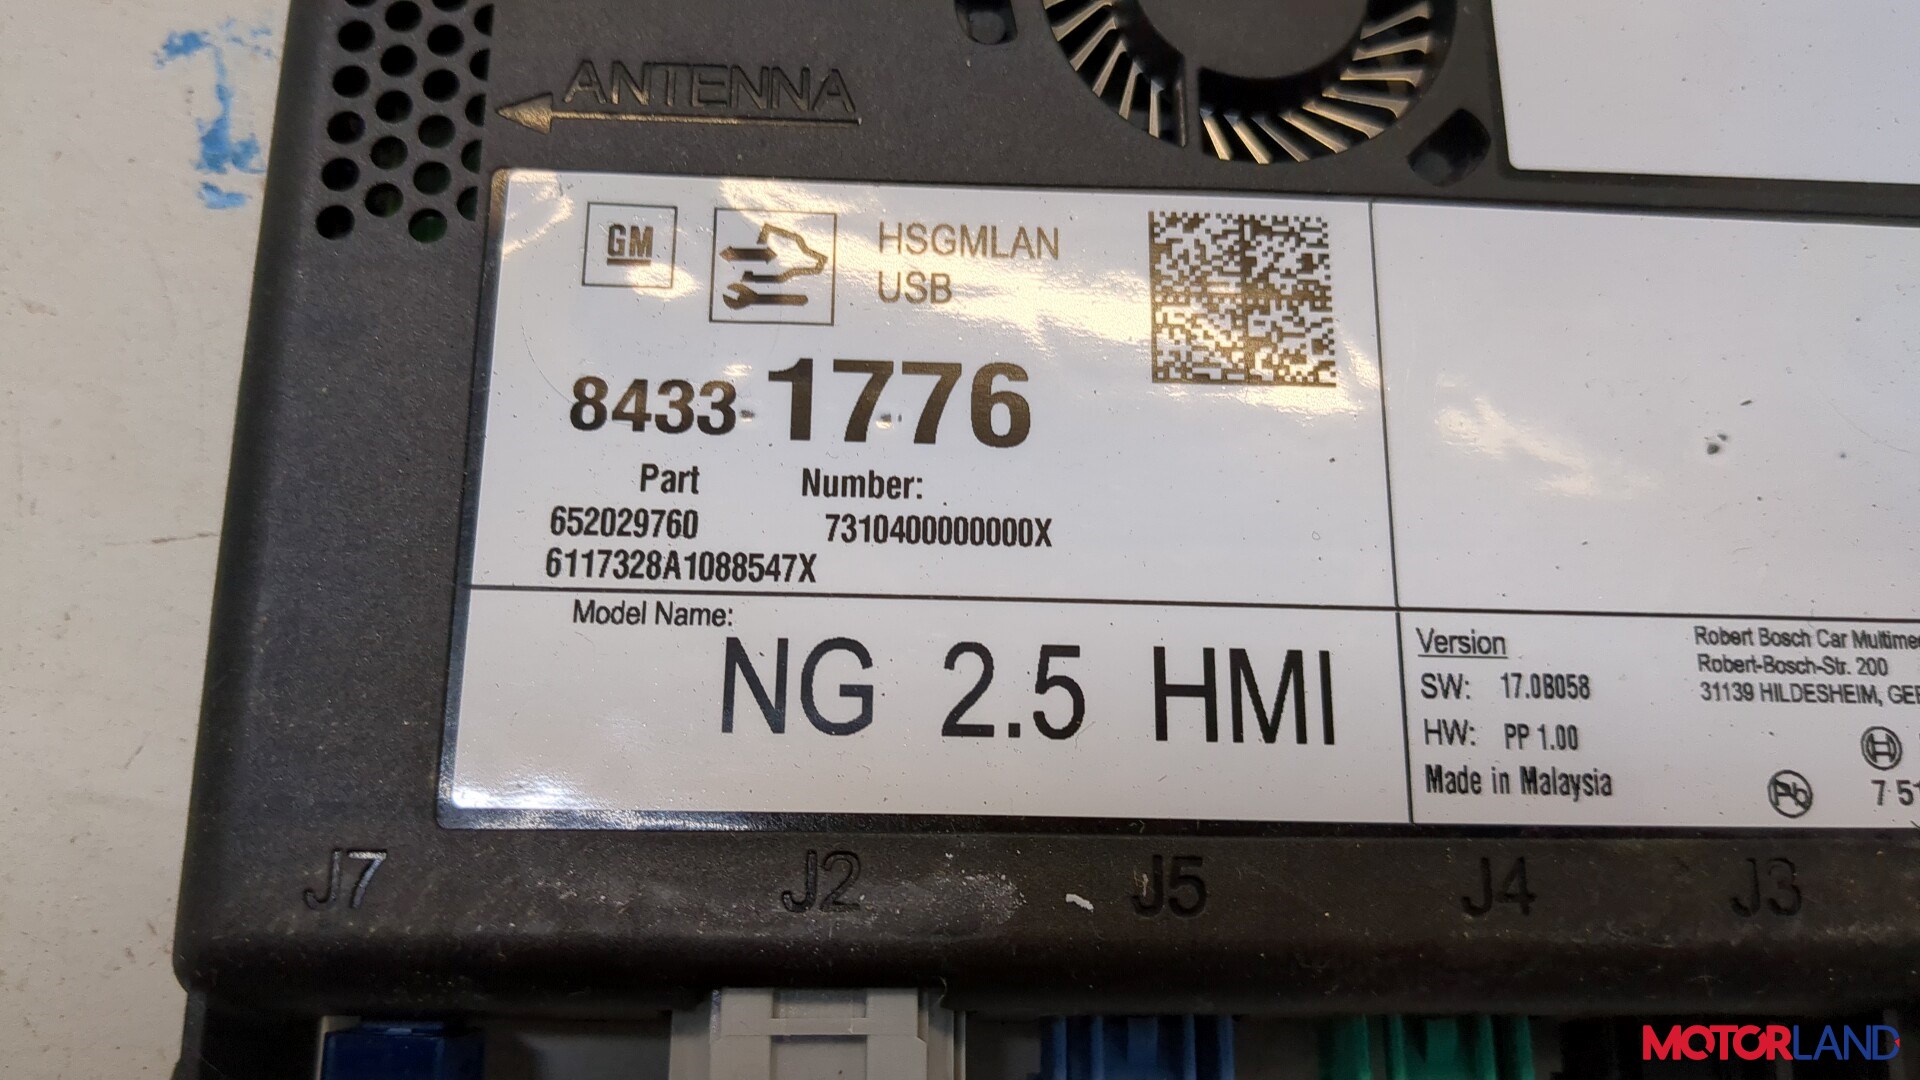 ANTENNA
GM
HSGMLAN
USB
8433 1776
Part Number:
652029760 7310400000000X
6117328A1088547X
Model Name:
NG 2.5 HMI
Version
SW: 17.0B058
HW: PP 1.00
Made in Malaysia
Robert Bosch Car Multime
Robert-Bosch-Str. 200
31139 HILDESHEIM, GE
Pb
7 51
J7 J2 J5 J4 J3
MOTORLAND